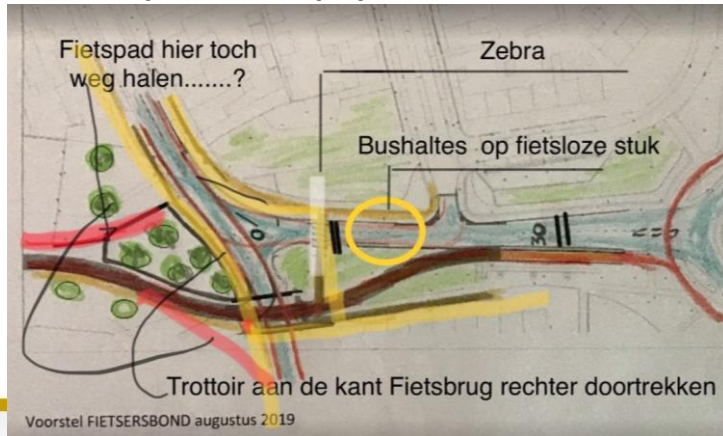 Fietspad hier toch
weg halen.......?
Zebra
Bushaltes op fietsloze stuk
30
Trottoir aan de kant Fietsbrug rechter doortrekken
Voorstel FIETSERSBOND augustus 2019